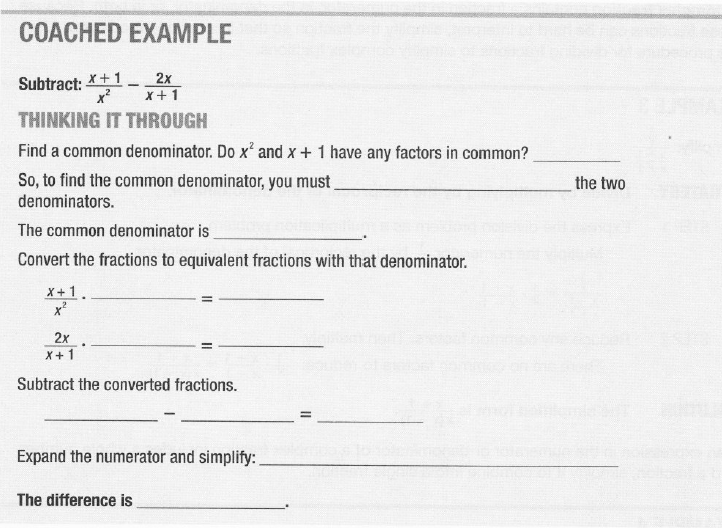 COACHED EXAMPLE
Subtract: (x + 1)/x² − 2x/(x + 1)
THINKING IT THROUGH
Find a common denominator. Do x² and x + 1 have any factors in common? ____________
So, to find the common denominator, you must ____________ the two
denominators.
The common denominator is ____________.
Convert the fractions to equivalent fractions with that denominator.
(x + 1)/x² · ____________ = ____________
2x/(x + 1) · ____________ = ____________
Subtract the converted fractions.
____________ − ____________ = ____________
Expand the numerator and simplify: ____________
The difference is ____________.